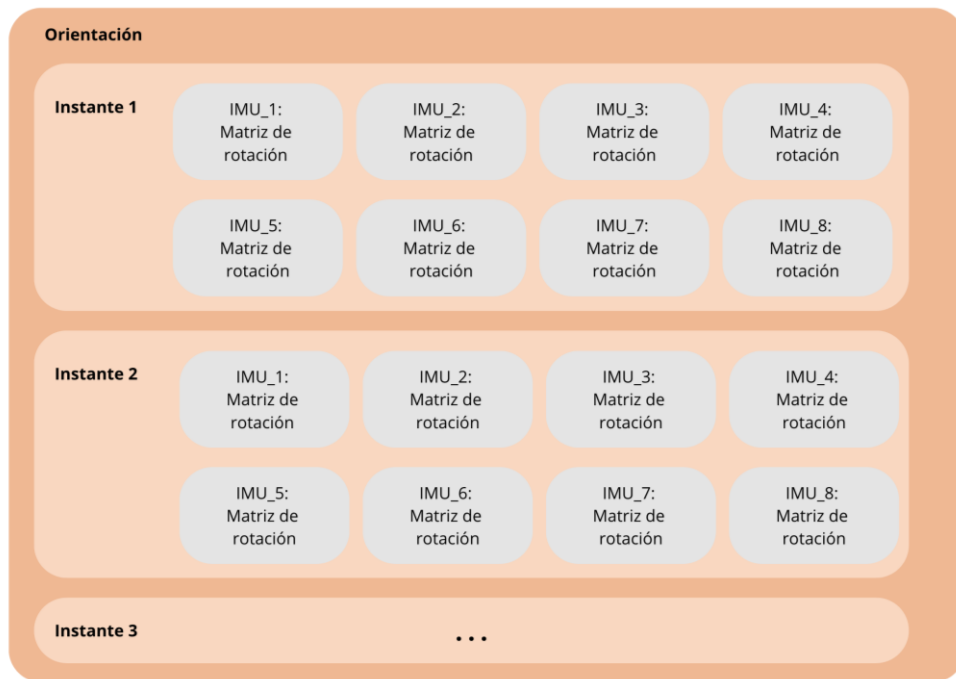 Orientación
Instante 1
IMU_1:
Matriz de
rotación
IMU_2:
Matriz de
rotación
IMU_3:
Matriz de
rotación
IMU_4:
Matriz de
rotación
IMU_5:
Matriz de
rotación
IMU_6:
Matriz de
rotación
IMU_7:
Matriz de
rotación
IMU_8:
Matriz de
rotación
Instante 2
IMU_1:
Matriz de
rotación
IMU_2:
Matriz de
rotación
IMU_3:
Matriz de
rotación
IMU_4:
Matriz de
rotación
IMU_5:
Matriz de
rotación
IMU_6:
Matriz de
rotación
IMU_7:
Matriz de
rotación
IMU_8:
Matriz de
rotación
Instante 3
...